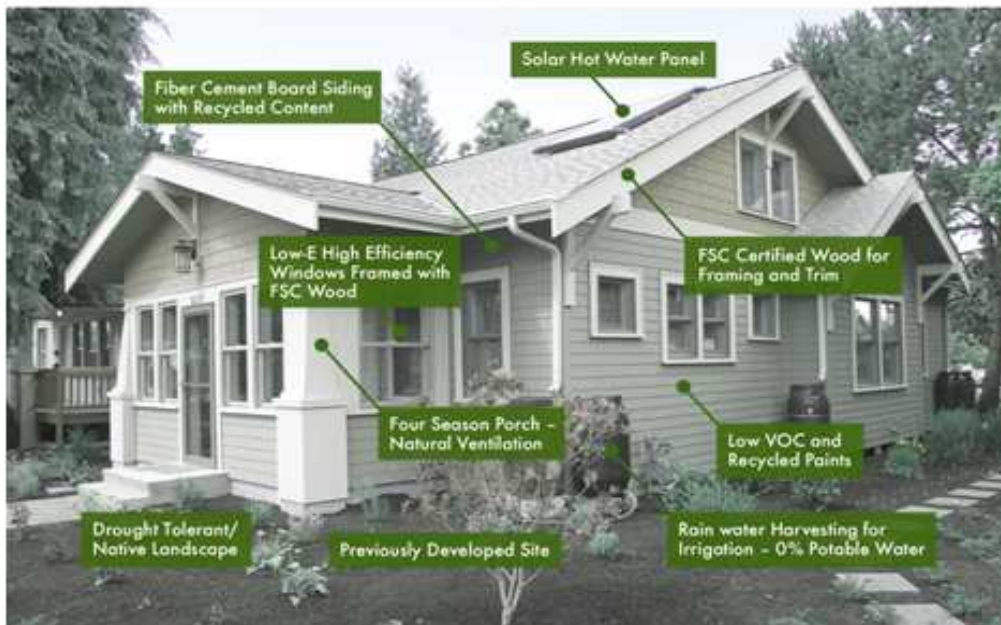 Solar Hot Water Panel
Fiber Cement Board Siding
with Recycled Content
Low-E High Efficiency
Windows Framed with
FSC Wood
FSC Certified Wood for
Framing and Trim
Four Season Porch –
Natural Ventilation
Low VOC and
Recycled Paints
Drought Tolerant/
Native Landscape
Previously Developed Site
Rain water Harvesting for
Irrigation – 0% Potable Water